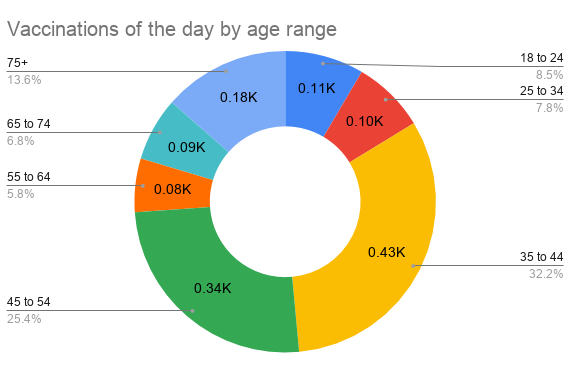 Vaccinations of the day by age range
75+
13.6%
65 to 74
6.8%
55 to 64
5.8%
45 to 54
25.4%
18 to 24
8.5%
25 to 34
7.8%
35 to 44
32.2%
0.18K
0.11K
0.10K
0.09K
0.08K
0.43K
0.34K